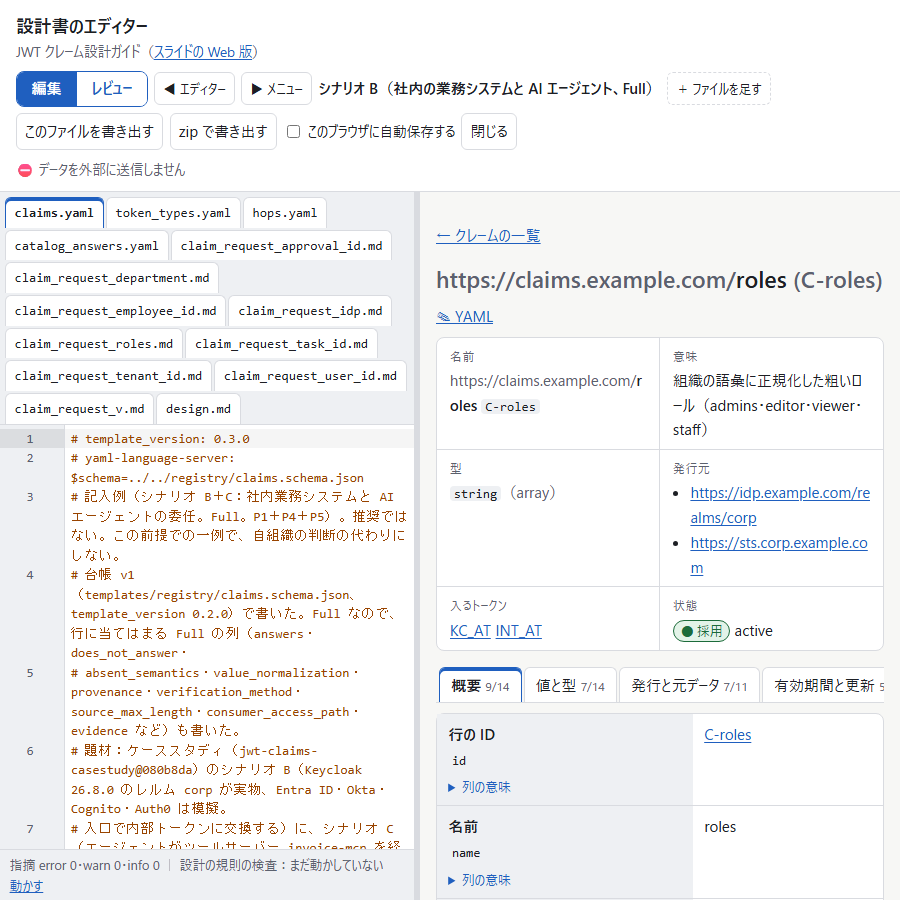 設計書のエディター
JWT クレーム設計ガイド（スライドの Web 版）
編集 レビュー ◀ エディター ▶ メニュー シナリオ B（社内の業務システムと AI エージェント、Full） + ファイルを足す
このファイルを書き出す zip で書き出す このブラウザに自動保存する 閉じる
⛔ データを外部に送信しません
claims.yaml token_types.yaml hops.yaml
catalog_answers.yaml claim_request_approval_id.md
claim_request_department.md
claim_request_employee_id.md claim_request_idp.md
claim_request_roles.md claim_request_task_id.md
claim_request_tenant_id.md claim_request_user_id.md
claim_request_v.md design.md
1 # template_version: 0.3.0
2 # yaml-language-server:
$schema=../../registry/claims.schema.json
3 # 記入例（シナリオ B＋C：社内業務システムと AI
エージェントの委任。Full。P1＋P4＋P5）。推奨では
ない。この前提での一例で、自組織の判断の代わりに
しない。
4 # 台帳 v1
（templates/registry/claims.schema.json、
template_version 0.2.0）で書いた。Full なので、
行に当てはまる Full の列（answers・
does_not_answer・
5 # absent_semantics・value_normalization・
provenance・verification_method・
source_max_length・consumer_access_path・
evidence など）も書いた。
6 # 題材：ケーススタディ（jwt-claims-
casestudy@080b8da）のシナリオ B（Keycloak
26.8.0 のレルム corp が実物、Entra ID・Okta・
Cognito・Auth0 は模擬。
7 # 入口で内部トークンに交換する）に、シナリオ C
（エージェントがツールサーバー invoice-mcp を経
指摘 error 0・warn 0・info 0 | 設計の規則の検査：まだ動かしていない
動かす
← クレームの一覧
https://claims.example.com/roles (C-roles)
✎ YAML
名前
https://claims.example.com/r
oles C-roles
意味
組織の語彙に正規化した粗いロ
ール（admins・editor・viewer・
staff）
型
string （array）
発行元
• https://idp.example.com/re
alms/corp
• https://sts.corp.example.co
m
入るトークン
KC_AT INT_AT
状態
● 採用 active
概要 9/14 値と型 7/14 発行と元データ 7/11 有効期間と更新 5
行の ID
id
▶ 列の意味
C-roles
名前
name
▶ 列の意味
roles